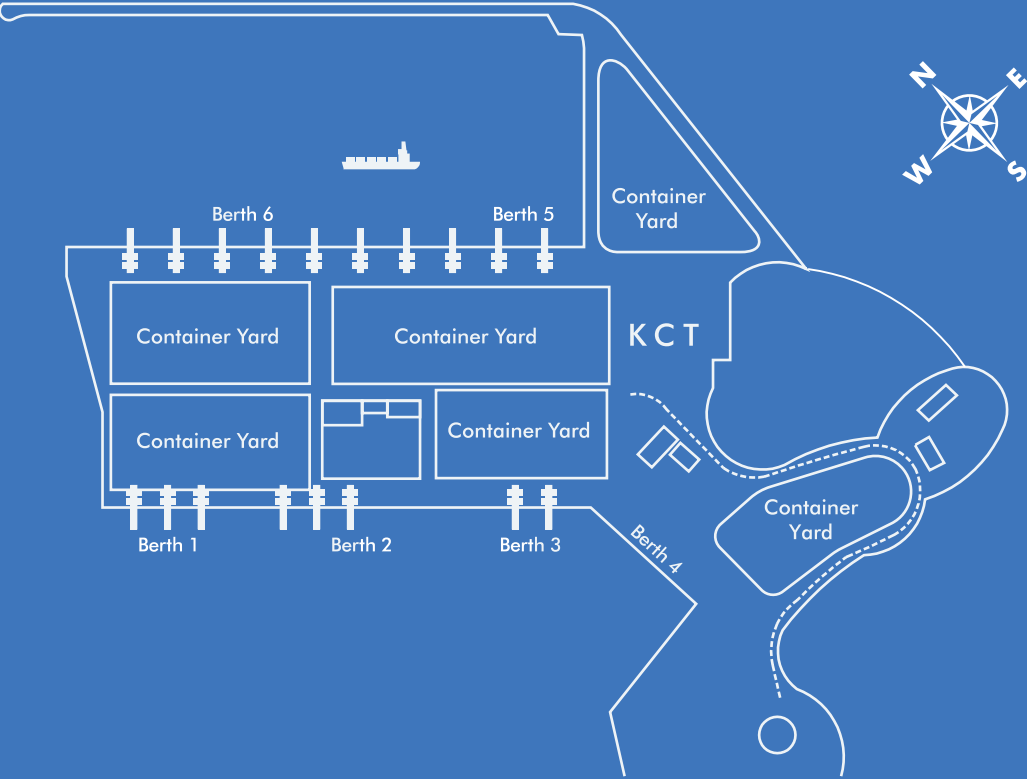 N
E
W
S
Container
Yard
Berth 6
Berth 5
Container Yard
Container Yard
KCT
Container Yard
Container Yard
Container
Yard
Berth 1
Berth 2
Berth 3
Berth 4